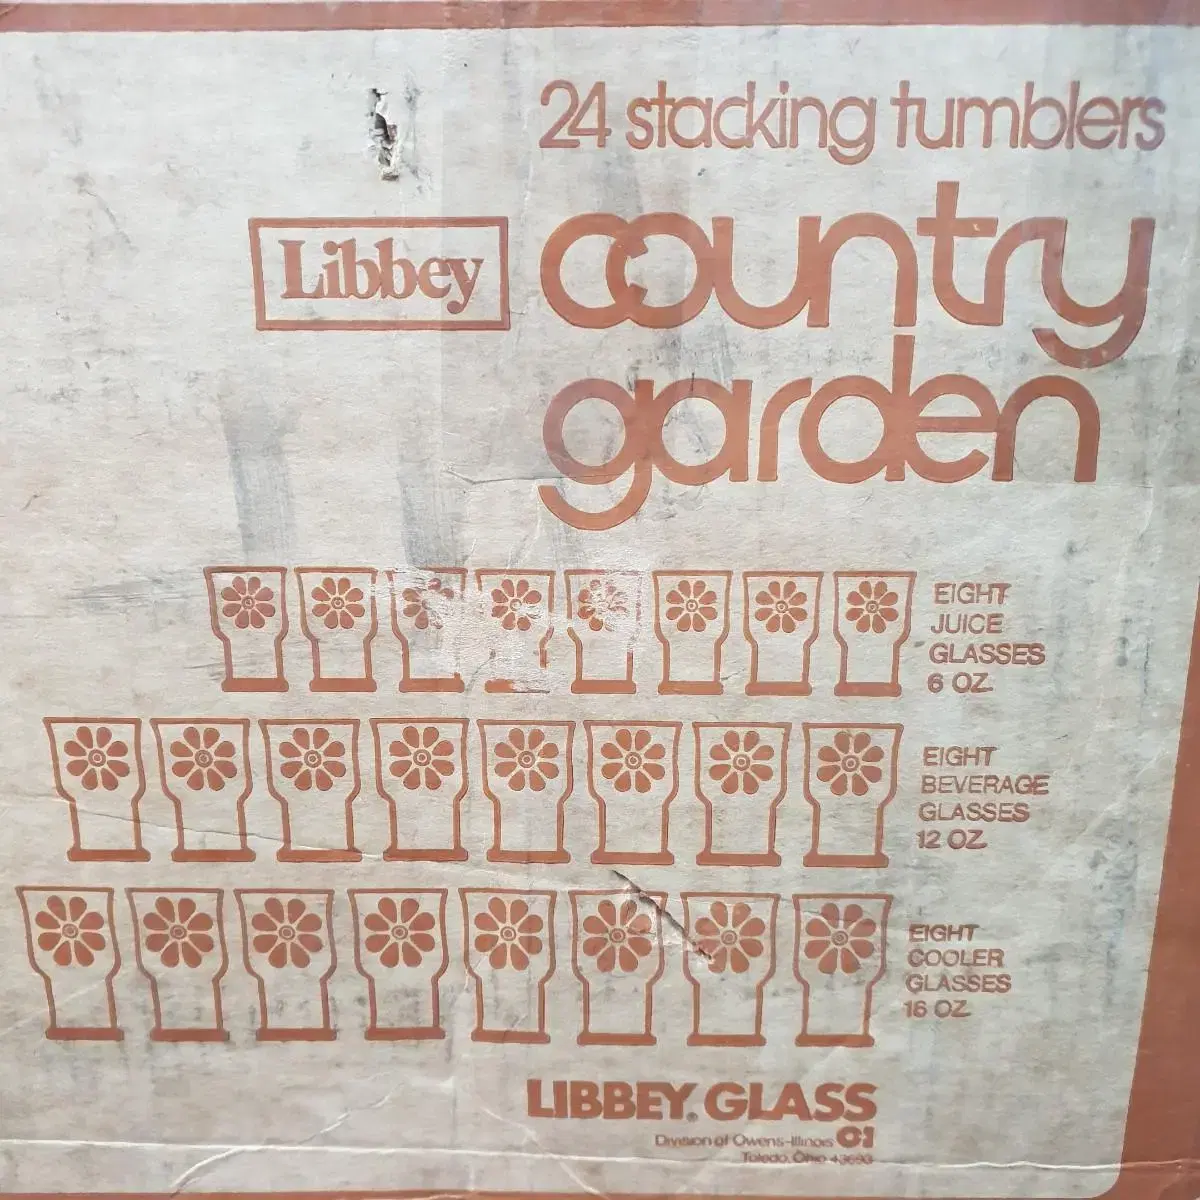 24 stacking tumblers
Libbey
country
garden
EIGHT
JUICE
GLASSES
6 OZ.
EIGHT
BEVERAGE
GLASSES
12 OZ
EIGHT
COOLER
GLASSES
16 OZ
LIBBEY® GLASS
Division of Owens-Illinois
Toledo, Ohio 43693